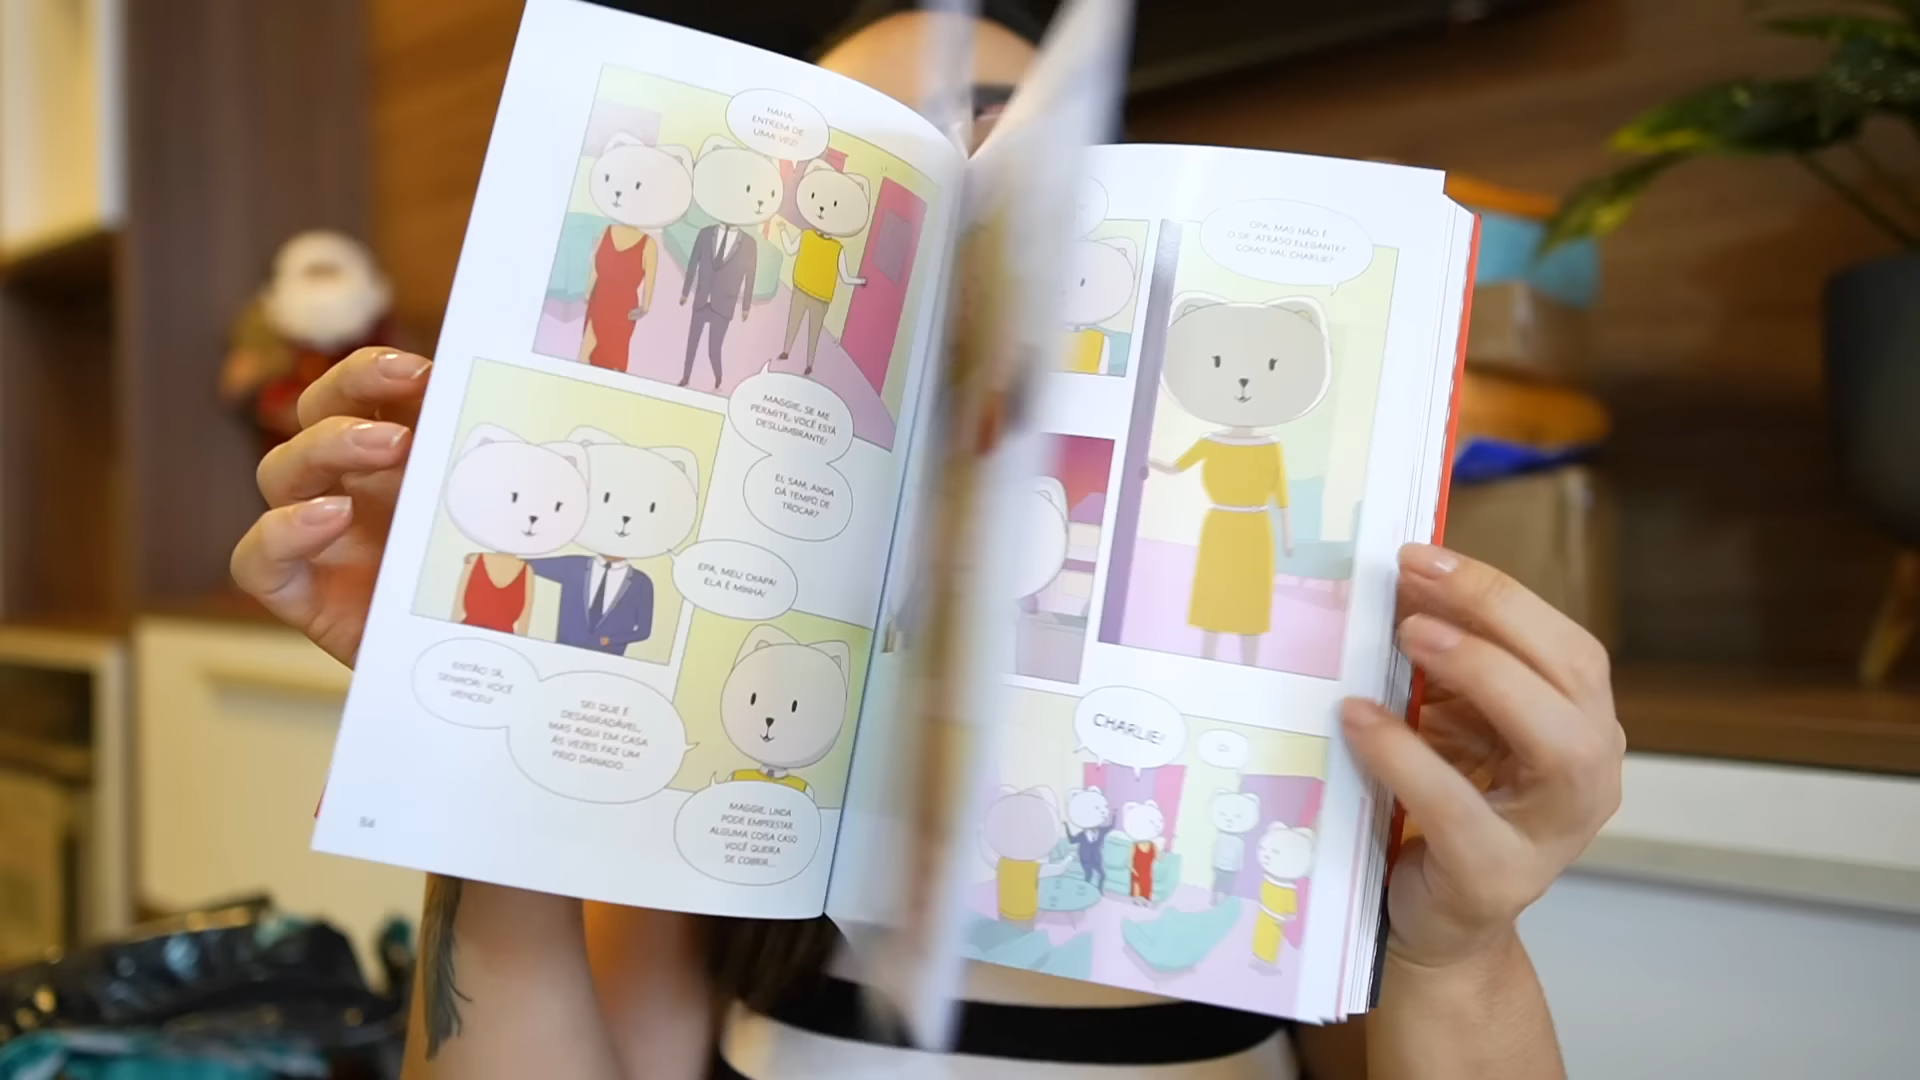 HAHA,
ENTREM DE
UMA VEZ!
MAGGIE, SE ME
PERMITE, VOCÊ ESTÁ
DESLUMBRANTE!
EI, SAM, AINDA
DÁ TEMPO DE
TROCAR?
EPA, MEU CHAPA!
ELA É MINHA!
ENTÃO TÁ,
SENHOR! VOCÊ
VENCEU!
SEI QUE É
DESAGRADÁVEL,
MAS AQUI EM CASA
ÀS VEZES FAZ UM
FRIO DANADO...
MAGGIE, LINDA
PODE EMPRESTAR
ALGUMA COISA CASO
VOCÊ QUEIRA
SE COBRIR...
84
OPA, MAS NÃO É
O SR. ATRASO ELEGANTE?
COMO VAI, CHARLIE?
CHARLIE!
OI!